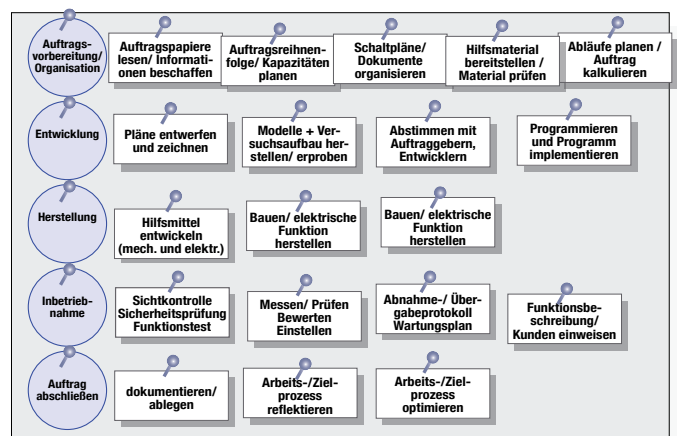 Auftrags-
vorbereitung/
Organisation
Auftragspapiere
lesen/ Informati-
onen beschaffen
Auftragsreihnen-
folge/ Kapazitäten
planen
Schaltpläne/
Dokumente
organisieren
Hilfsmaterial
bereitstellen /
Material prüfen
Abläufe planen /
Auftrag
kalkulieren
Entwicklung
Pläne entwerfen
und zeichnen
Modelle + Ver-
suchsaufbau her-
stellen/ erproben
Abstimmen mit
Auftraggebern,
Entwicklern
Programmieren
und Programm
implementieren
Herstellung
Hilfsmittel
entwickeln
(mech. und elektr.)
Bauen/ elektrische
Funktion
herstellen
Bauen/ elektrische
Funktion
herstellen
Inbetrieb-
nahme
Sichtkontrolle
Sicherheitsprüfung
Funktionstest
Messen/ Prüfen
Bewerten
Einstellen
Abnahme-/ Über-
gabeprotokoll
Wartungsplan
Funktionsbe-
schreibung/
Kunden einweisen
Auftrag
abschließen
dokumentieren/
ablegen
Arbeits-/Ziel-
prozess
reflektieren
Arbeits-/Ziel-
prozess
optimieren